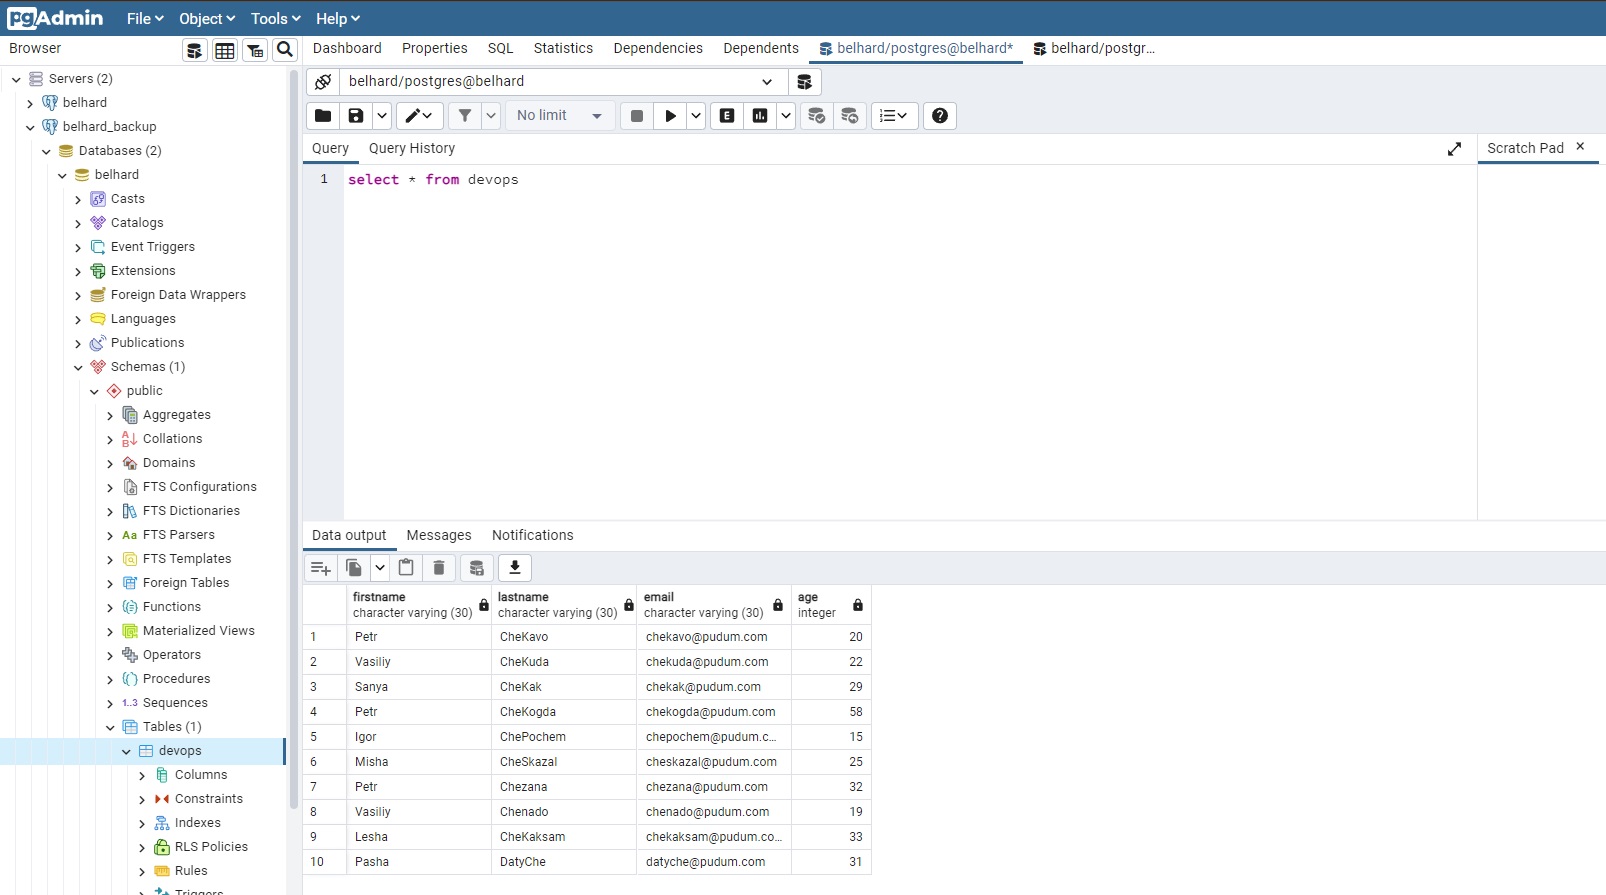 pgAdmin File Object Tools Help
Browser
Dashboard Properties SQL Statistics Dependencies Dependents belhard/postgres@belhard* belhard/postgr...
Servers (2)
belhard
belhard_backup
Databases (2)
belhard
Casts
Catalogs
Event Triggers
Extensions
Foreign Data Wrappers
Languages
Publications
Schemas (1)
public
Aggregates
Collations
Domains
FTS Configurations
FTS Dictionaries
Aa FTS Parsers
FTS Templates
Foreign Tables
Functions
Materialized Views
Operators
Procedures
1..3 Sequences
Tables (1)
devops
Columns
Constraints
Indexes
RLS Policies
Rules
Triggers
belhard/postgres@belhard
No limit E
Query Query History
Scratch Pad
1 select * from devops
Data output Messages Notifications
firstname lastname email age
character varying (30) character varying (30) character varying (30) integer
1 Petr CheKavo chekavo@pudum.com 20
2 Vasiliy CheKuda chekuda@pudum.com 22
3 Sanya CheKak chekak@pudum.com 29
4 Petr CheKogda chekogda@pudum.com 58
5 Igor ChePochem chepochem@pudum.c... 15
6 Misha CheSkazal cheskazal@pudum.com 25
7 Petr Chezana chezana@pudum.com 32
8 Vasiliy Chenado chenado@pudum.com 19
9 Lesha CheKaksam chekaksam@pudum.co... 33
10 Pasha DatyChe datyche@pudum.com 31